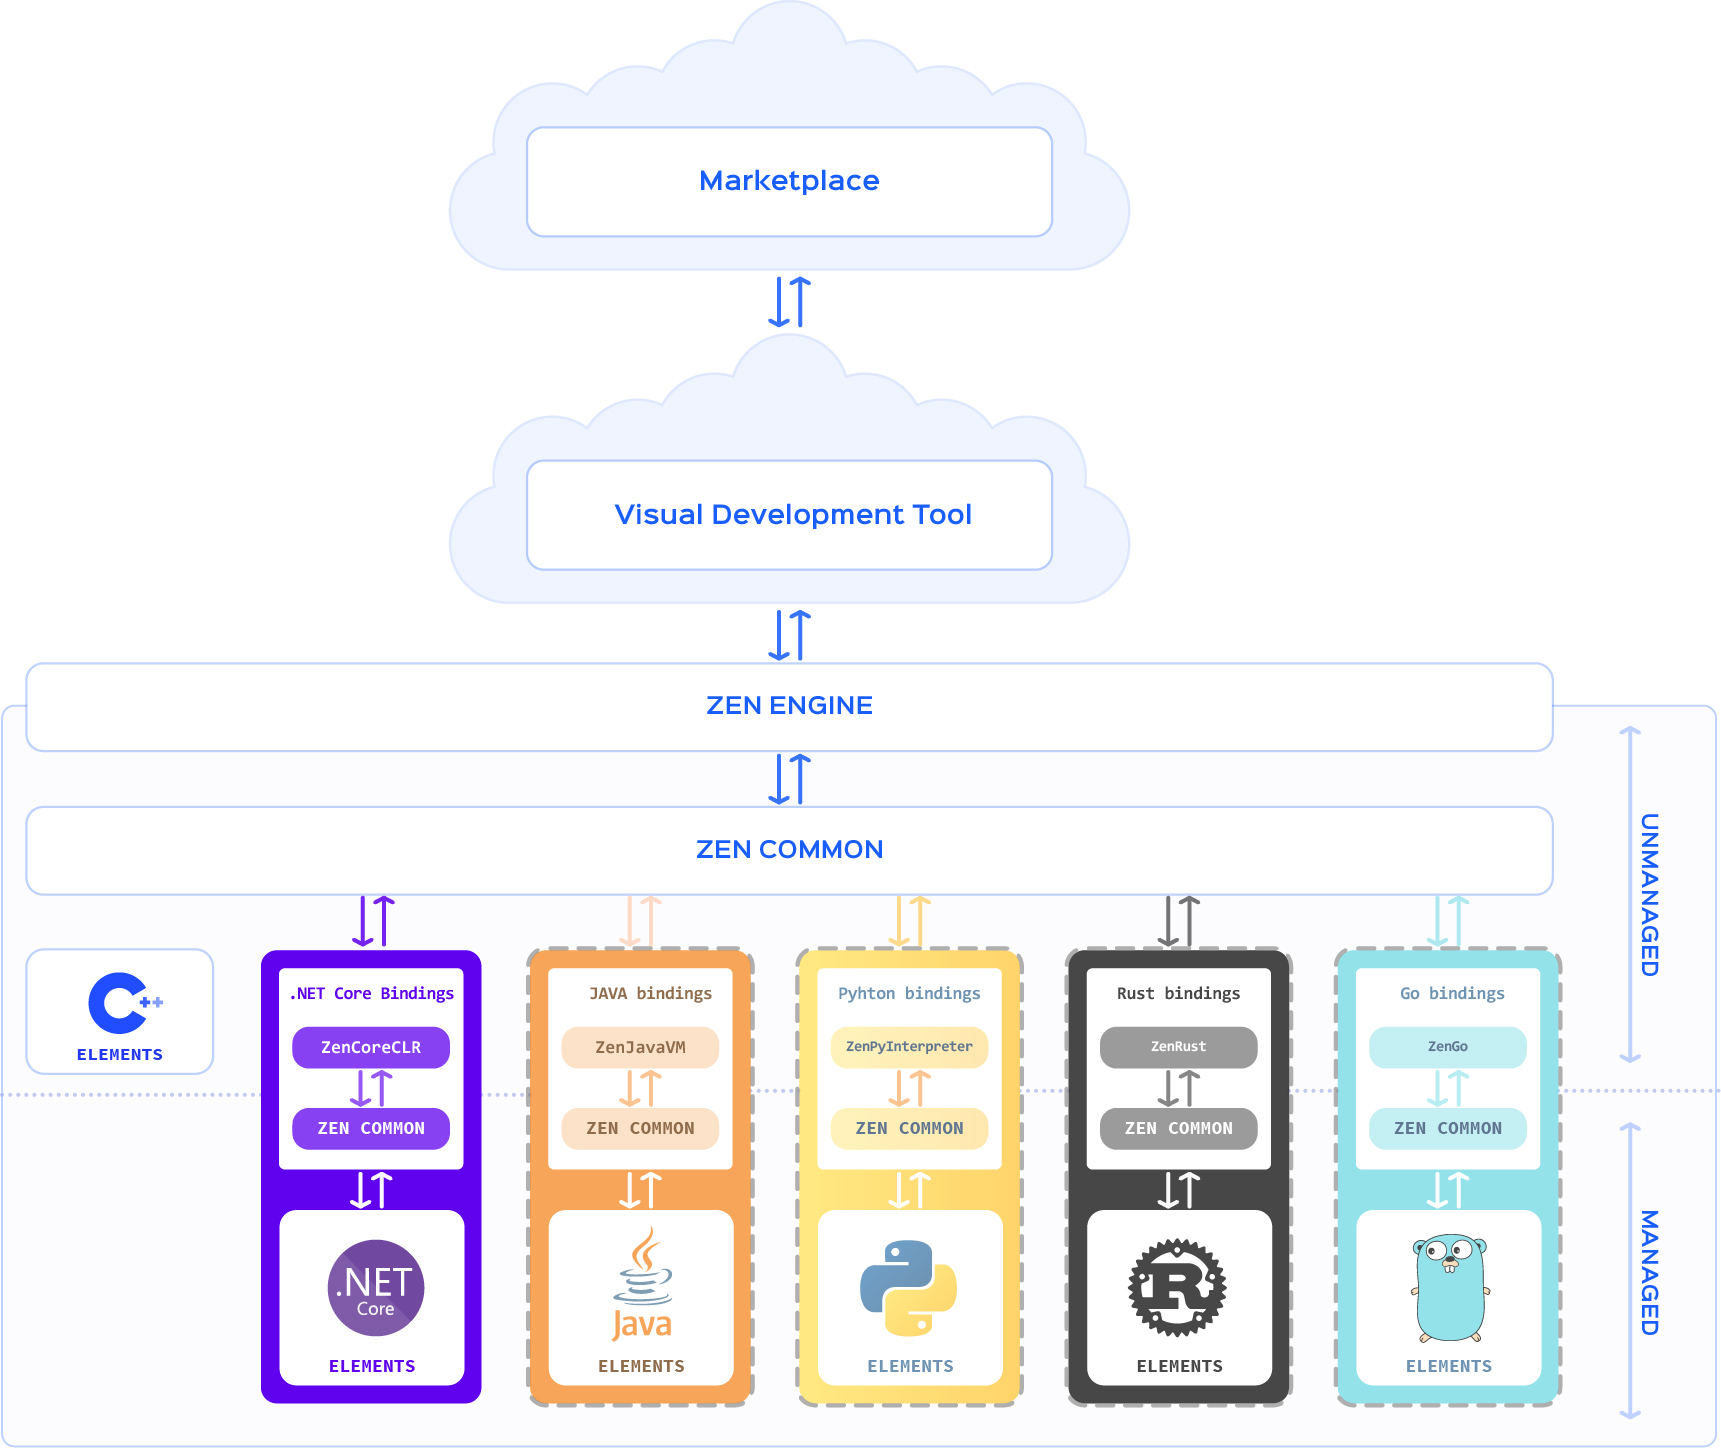 Marketplace
Visual Development Tool
ZEN ENGINE
ZEN COMMON
UNMANAGED
MANAGED
C++
ELEMENTS
.NET Core Bindings
ZenCoreCLR
ZEN COMMON
.NET
Core
ELEMENTS
JAVA bindings
ZenJavaVM
ZEN COMMON
Java
ELEMENTS
Pyhton bindings
ZenPyInterpreter
ZEN COMMON
ELEMENTS
Rust bindings
ZenRust
ZEN COMMON
R
ELEMENTS
Go bindings
ZenGo
ZEN COMMON
ELEMENTS